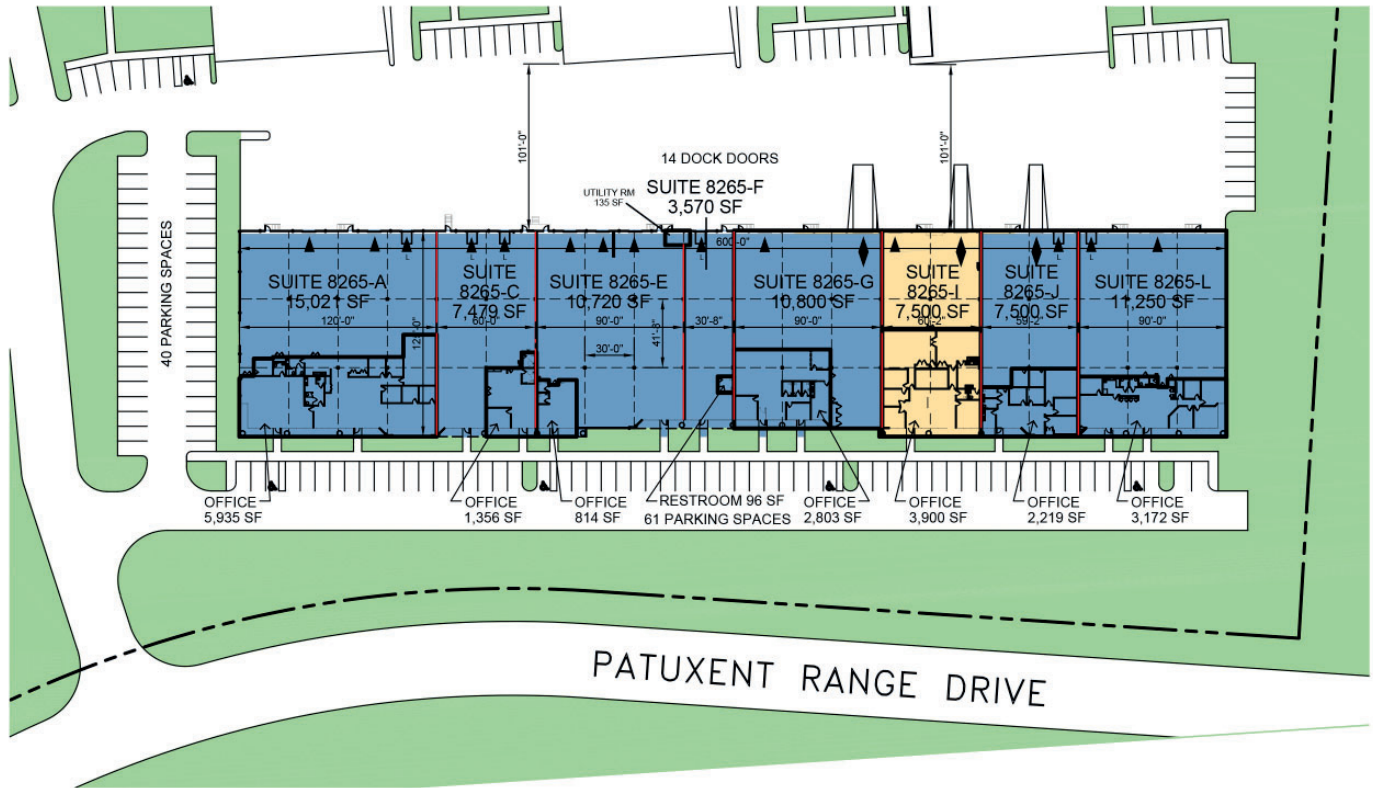 101'-0"
101'-0"
14 DOCK DOORS
UTILITY RM
135 SF
SUITE 8265-F
3,570 SF
600'-0"
40 PARKING SPACES
SUITE 8265-A
15,021 SF
120'-0"
SUITE
8265-C
7,479 SF
60'-0"
SUITE 8265-E
10,720 SF
90'-0"
30'-8"
SUITE 8265-G
10,800 SF
90'-0"
SUITE
8265-I
7,500 SF
60'-2"
SUITE
8265-J
7,500 SF
59'-2"
SUITE 8265-L
11,250 SF
90'-0"
30'-0"
41'-8"
L
L
L
L
L
L
OFFICE
5,935 SF
OFFICE
1,356 SF
OFFICE
814 SF
RESTROOM 96 SF
61 PARKING SPACES
OFFICE
2,803 SF
OFFICE
3,900 SF
OFFICE
2,219 SF
OFFICE
3,172 SF
PATUXENT RANGE DRIVE